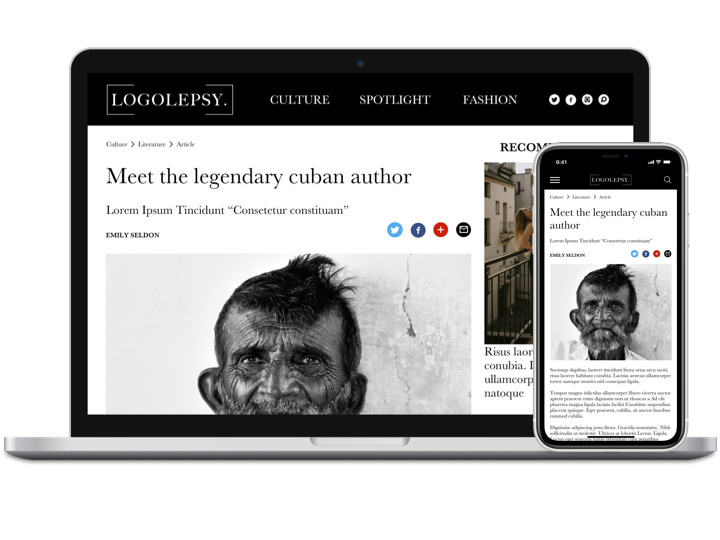 LOGOLEPSY.
CULTURE SPOTLIGHT FASHION
Culture > Literature > Article
Meet the legendary cuban author
Lorem Ipsum Tincidunt “Consetetur constituam”
EMILY SELDON
RECOM
Risus laor
conubia. I
ullamcorp
natoque
9:41
LOGOLEPSY.
Culture > Literature > Article
Meet the legendary cuban
author
Lorem Ipsum Tincidunt “Consetetur constituam”
EMILY SELDON
Sociosqu dapibus, laoreet tincidunt litora urna arcu taciti,
risus laoreet habitant conubia. Lacinia aenean ullamcorper
tortor natoque montes nisl consequat ligula.
Tempor magna ridiculus ullamcorper libero viverra auctor
aptent praesent enim dignissim non ut rhoncus a Ad elit
pharetra magna ligula lacinia facilisi Curabitur suspendisse
placerat quisque. Eget praesent, cubilia, sit auctor faucibus
euismod cubilia.
Dignissim adipiscing justo litora. Gravida nonummy. Nibh
sollicitudin at molestie. Ultrices at lobortis Lectus. Ligula.